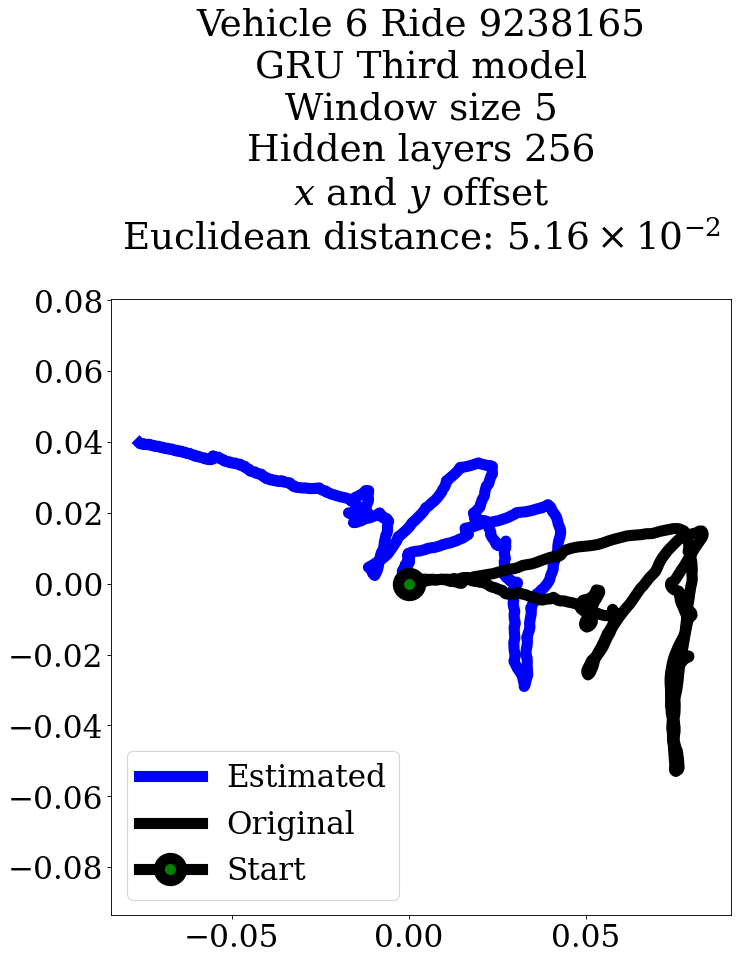 Vehicle 6 Ride 9238165
GRU Third model
Window size 5
Hidden layers 256
x and y offset
Euclidean distance: 5.16 × 10⁻²
0.08
0.06
0.04
0.02
0.00
−0.02
−0.04
−0.06
−0.08
Estimated
Original
Start
−0.05 0.00 0.05